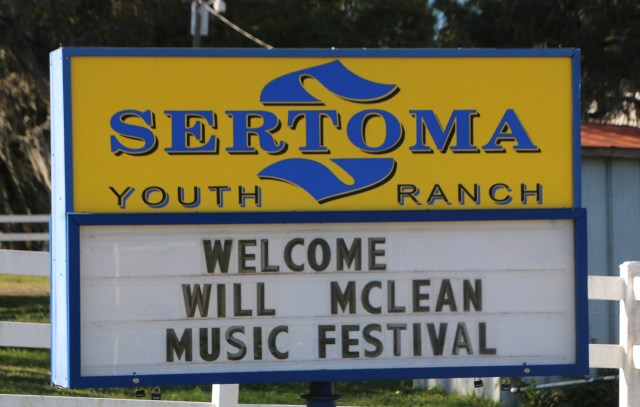 SERTOMA
YOUTH RANCH
WELCOME
WILL MCLEAN
MUSIC FESTIVAL